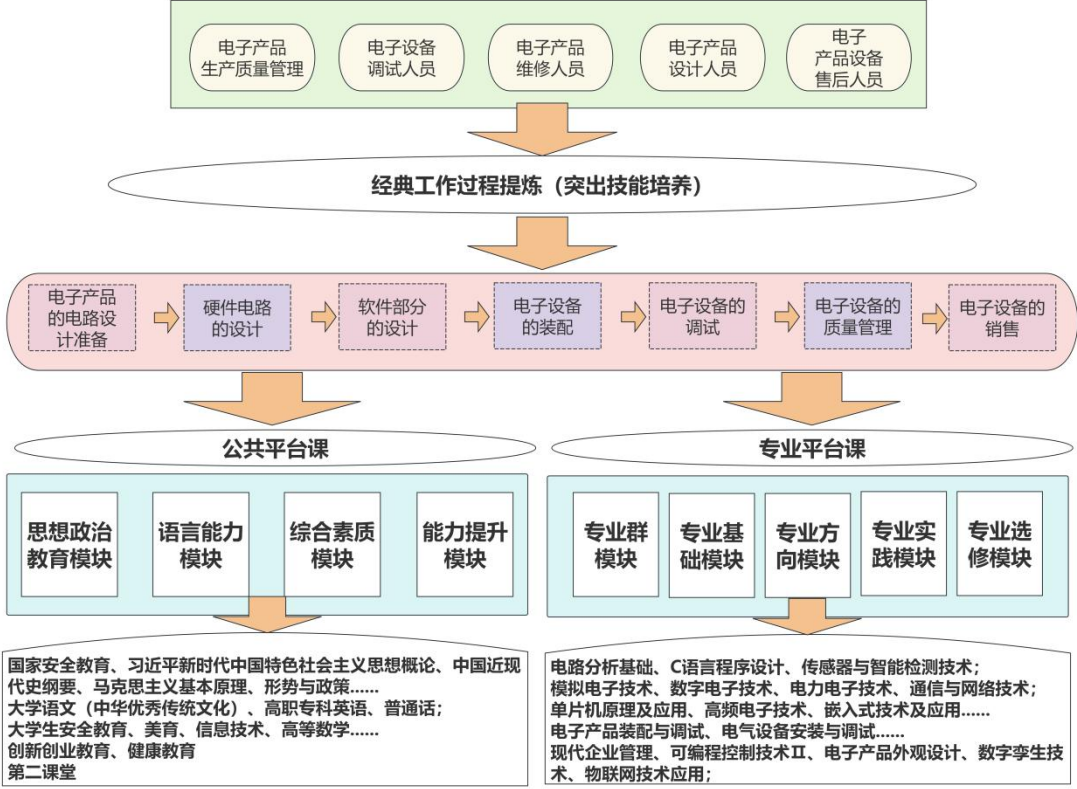 电子产品
生产质量管理
电子设备
调试人员
电子产品
维修人员
电子产品
设计人员
电子
产品设备
售后人员
经典工作过程提炼（突出技能培养）
电子产品
的电路设
计准备
硬件电路
的设计
软件部分
的设计
电子设备
的装配
电子设备的
调试
电子设备的
质量管理
电子设备的
销售
公共平台课
专业平台课
思想政治
教育模块
语言能力
模块
综合素质
模块
能力提升
模块
专业群
模块
专业基
础模块
专业方
向模块
专业实
践模块
专业选
修模块
国家安全教育、习近平新时代中国特色社会主义思想概论、中国近现
代史纲要、马克思主义基本原理、形势与政策......
大学语文（中华优秀传统文化）、高职专科英语、普通话；
大学生安全教育、美育、信息技术、高等数学......
创新创业教育、健康教育
第二课堂
电路分析基础、C语言程序设计、传感器与智能检测技术；
模拟电子技术、数字电子技术、电力电子技术、通信与网络技术；
单片机原理及应用、高频电子技术、嵌入式技术及应用......
电子产品装配与调试、电气设备安装与调试......
现代企业管理、可编程控制技术Ⅱ、电子产品外观设计、数字孪生技
术、物联网技术应用；